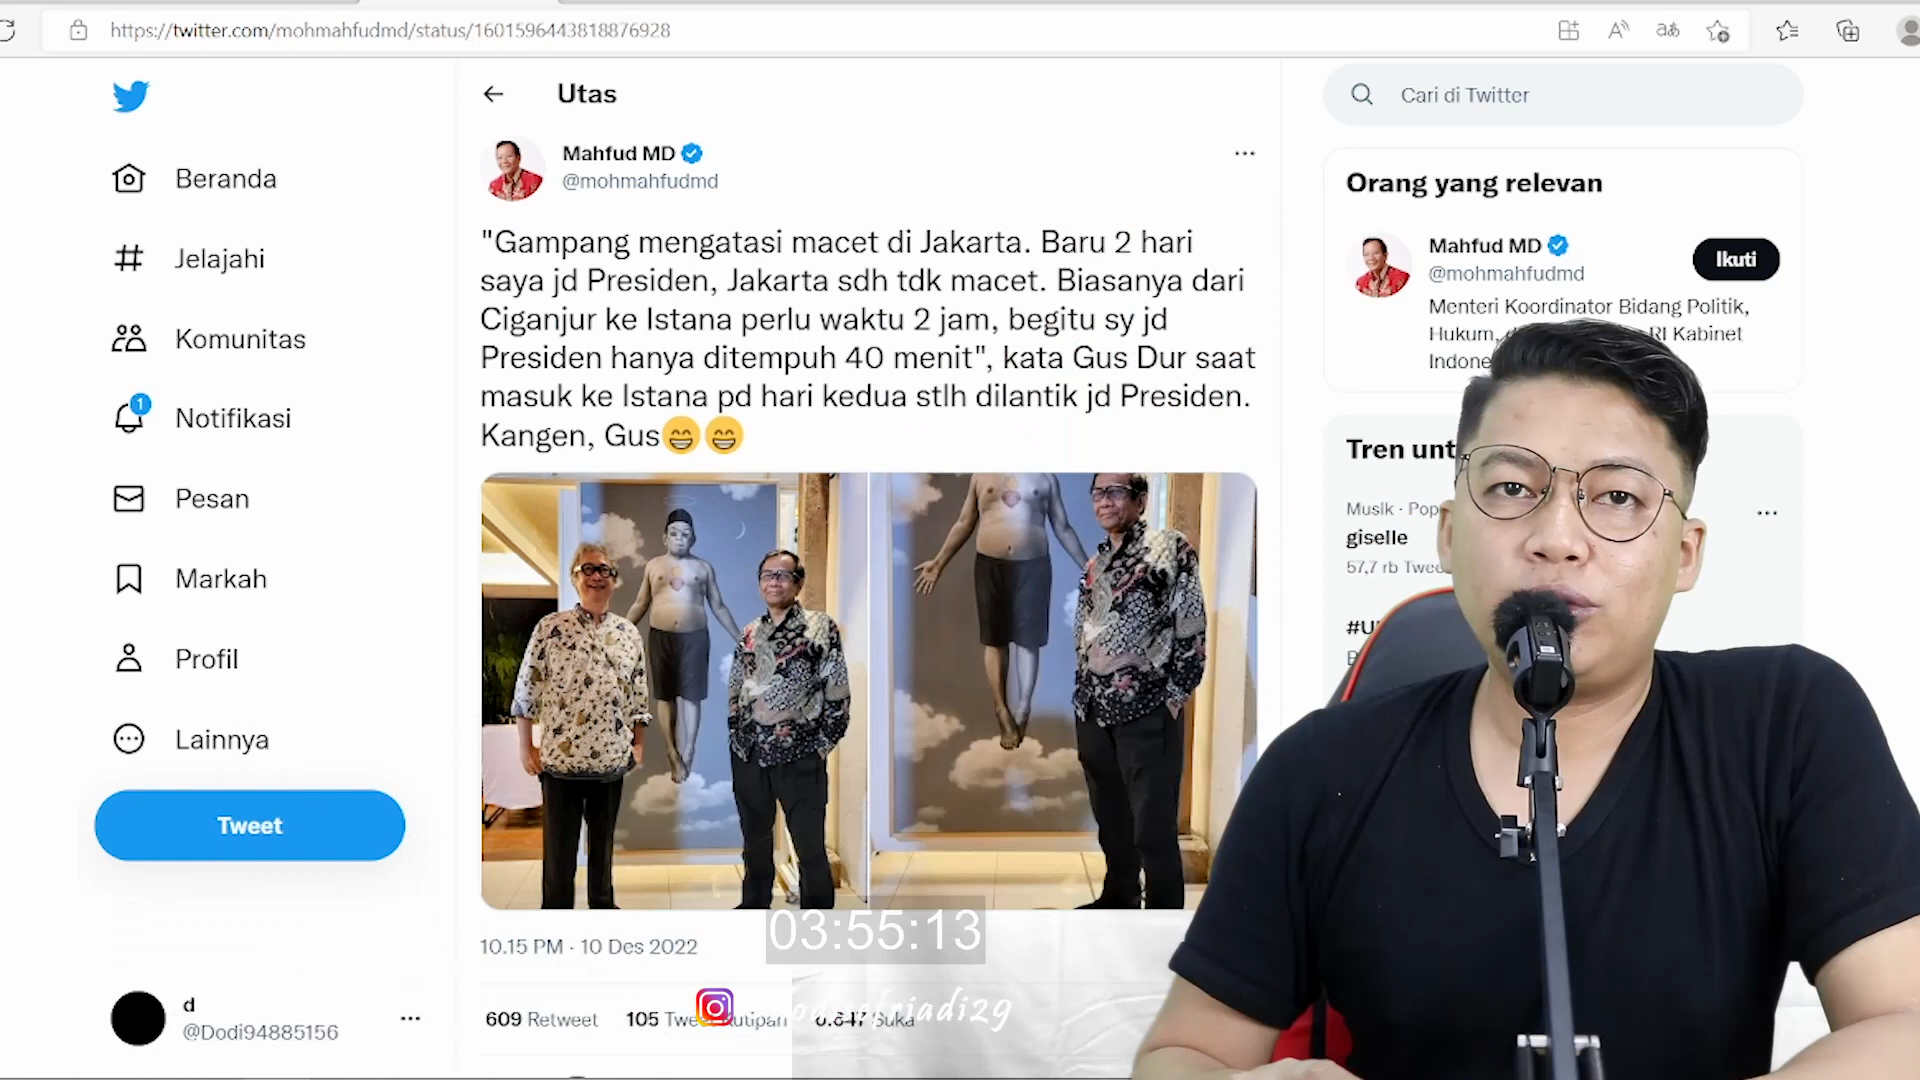 https://twitter.com/mohmahfudmd/status/1601596443818876928
Utas
Cari di Twitter
Beranda
Jelajahi
Komunitas
Notifikasi
1
Pesan
Markah
Profil
Lainnya
Tweet
d
@Dodi94885156
Mahfud MD
@mohmahfudmd
"Gampang mengatasi macet di Jakarta. Baru 2 hari
saya jd Presiden, Jakarta sdh tdk macet. Biasanya dari
Ciganjur ke Istana perlu waktu 2 jam, begitu sy jd
Presiden hanya ditempuh 40 menit", kata Gus Dur saat
masuk ke Istana pd hari kedua stlh dilantik jd Presiden.
Kangen, Gus😄😄
10.15 PM · 10 Des 2022
03:55:13
609 Retweet 105 Tweet Kutipan Suka
Orang yang relevan
Mahfud MD
@mohmahfudmd
Ikuti
Menteri Koordinator Bidang Politik,
Hukum, RI Kabinet
Tren
Musik · Pop
giselle
57,7 rb